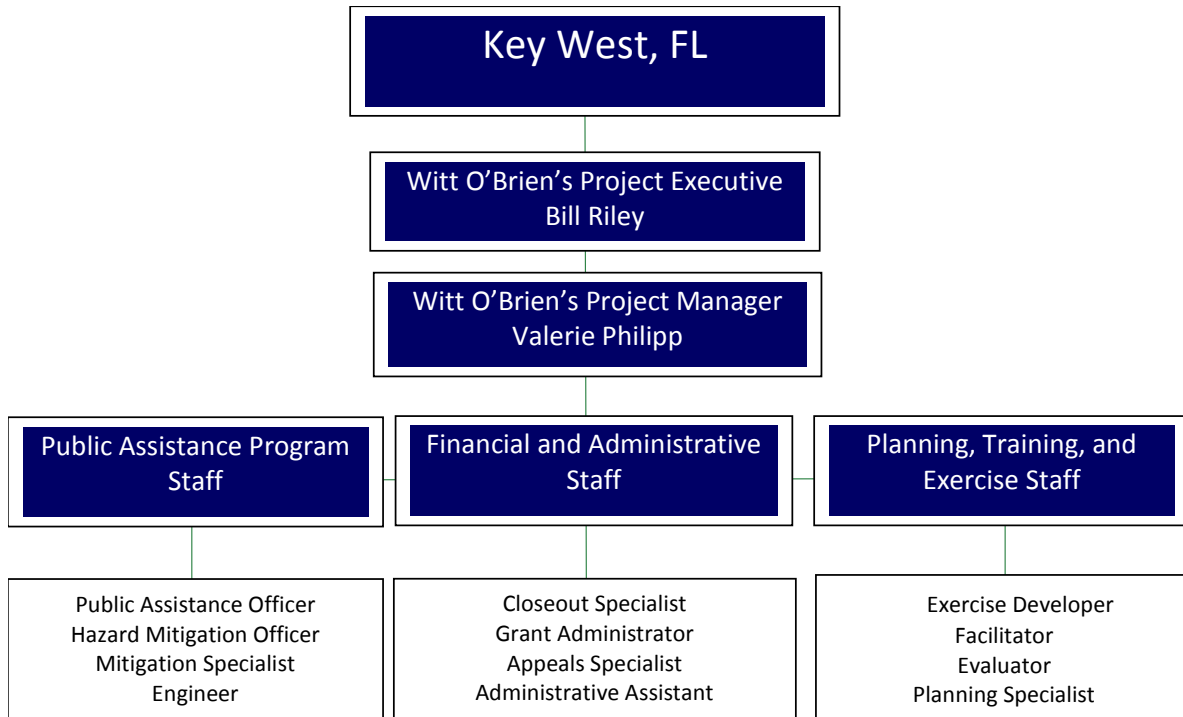 Key West, FL
Witt O’Brien’s Project Executive
Bill Riley
Witt O’Brien’s Project Manager
Valerie Philipp
Public Assistance Program
Staff
Financial and Administrative
Staff
Planning, Training, and
Exercise Staff
Public Assistance Officer
Hazard Mitigation Officer
Mitigation Specialist
Engineer
Closeout Specialist
Grant Administrator
Appeals Specialist
Administrative Assistant
Exercise Developer
Facilitator
Evaluator
Planning Specialist